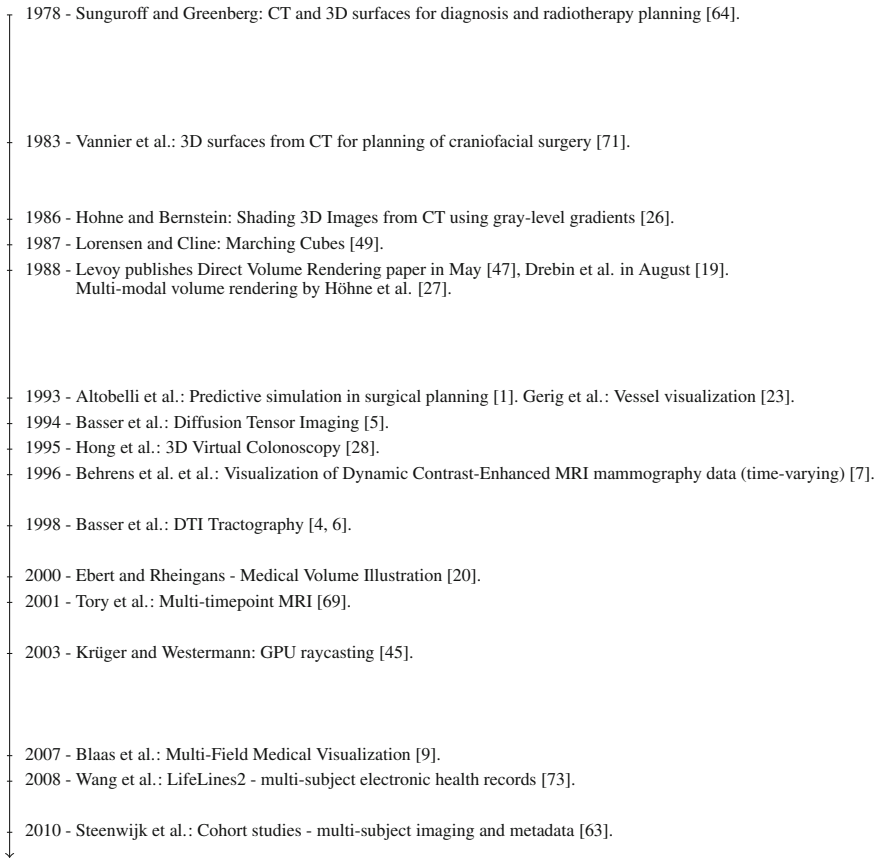 1978 - Sunguroff and Greenberg: CT and 3D surfaces for diagnosis and radiotherapy planning [64].
1983 - Vannier et al.: 3D surfaces from CT for planning of craniofacial surgery [71].
1986 - Hohne and Bernstein: Shading 3D Images from CT using gray-level gradients [26].
1987 - Lorensen and Cline: Marching Cubes [49].
1988 - Levoy publishes Direct Volume Rendering paper in May [47], Drebin et al. in August [19].
Multi-modal volume rendering by Höhne et al. [27].
1993 - Altobelli et al.: Predictive simulation in surgical planning [1]. Gerig et al.: Vessel visualization [23].
1994 - Basser et al.: Diffusion Tensor Imaging [5].
1995 - Hong et al.: 3D Virtual Colonoscopy [28].
1996 - Behrens et al. et al.: Visualization of Dynamic Contrast-Enhanced MRI mammography data (time-varying) [7].
1998 - Basser et al.: DTI Tractography [4, 6].
2000 - Ebert and Rheingans - Medical Volume Illustration [20].
2001 - Tory et al.: Multi-timepoint MRI [69].
2003 - Krüger and Westermann: GPU raycasting [45].
2007 - Blaas et al.: Multi-Field Medical Visualization [9].
2008 - Wang et al.: LifeLines2 - multi-subject electronic health records [73].
2010 - Steenwijk et al.: Cohort studies - multi-subject imaging and metadata [63].